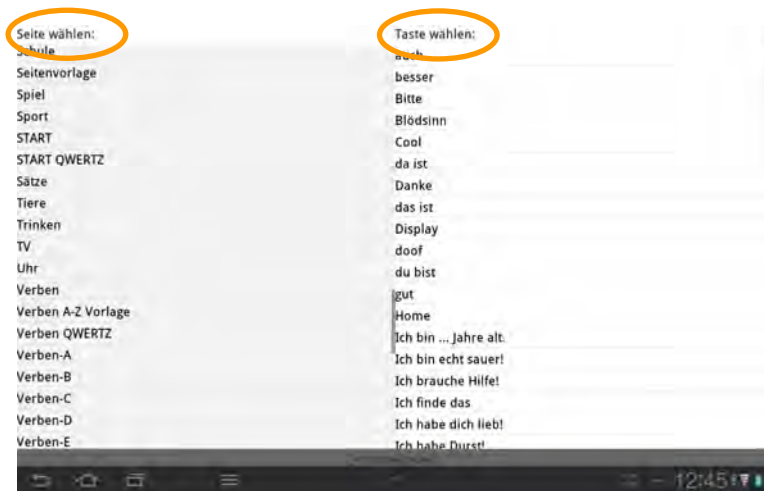 Seite wählen:
Schule
Seitenvorlage
Spiel
Sport
START
START QWERTZ
Sätze
Tiere
Trinken
TV
Uhr
Verben
Verben A-Z Vorlage
Verben QWERTZ
Verben-A
Verben-B
Verben-C
Verben-D
Verben-E
Taste wählen:
auch
besser
Bitte
Blödsinn
Cool
da ist
Danke
das ist
Display
doof
du bist
gut
Home
Ich bin ... Jahre alt.
Ich bin echt sauer!
Ich brauche Hilfe!
Ich finde das
Ich habe dich lieb!
Ich habe Durst!
12:45